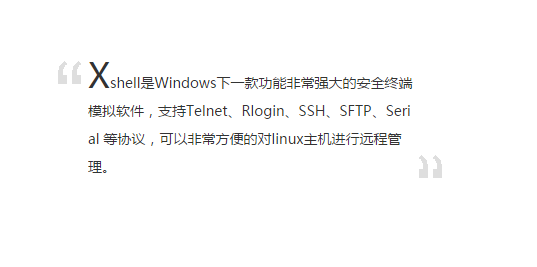 Xshell是Windows下一款功能非常强大的安全终端
模拟软件，支持Telnet、Rlogin、SSH、SFTP、Seri
al 等协议，可以非常方便的对linux主机进行远程管
理。